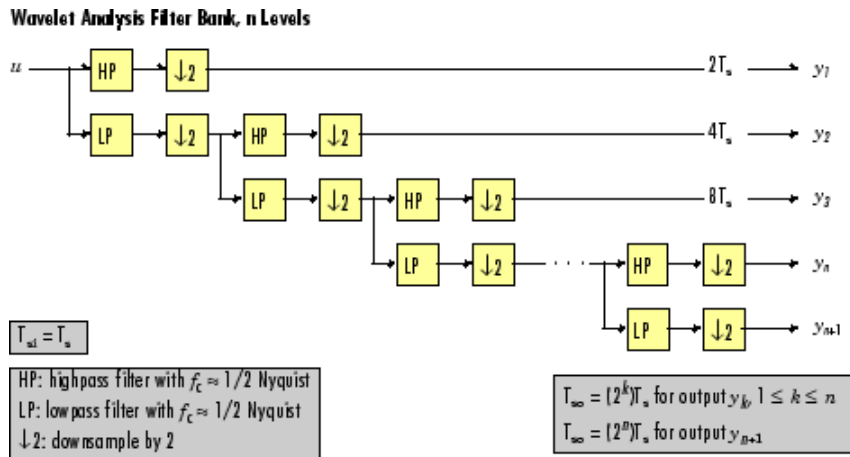 Wavelet Analysis Filter Bank, n Levels
u HP ↓2 2Tₛ y₁
LP ↓2 HP ↓2 4Tₛ y₂
LP ↓2 HP ↓2 8Tₛ y₃
LP ↓2 · · · HP ↓2 yₙ
LP ↓2 yₙ₊₁
Tₛᵢ = Tₛ
HP: highpass filter with f_c ≈ 1/2 Nyquist
LP: lowpass filter with f_c ≈ 1/2 Nyquist
↓2: downsample by 2
Tₛₒ = (2ᵏ)Tₛ for output yₖ, 1 ≤ k ≤ n
Tₛₒ = (2ⁿ)Tₛ for output yₙ₊₁